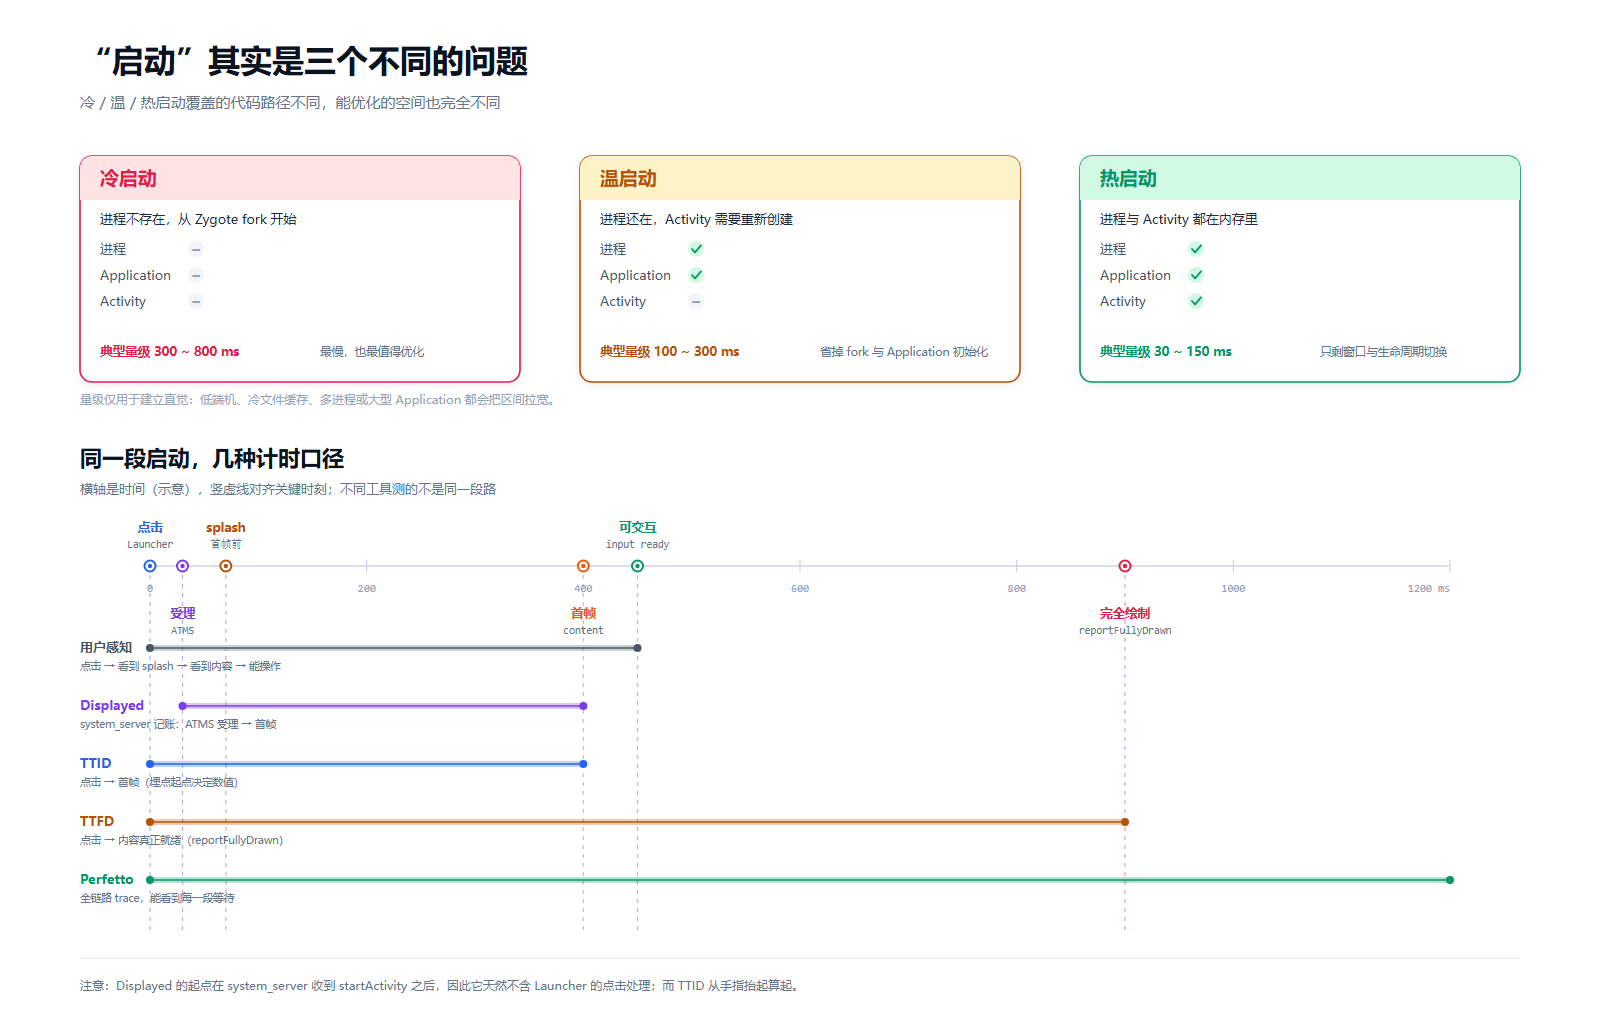 “启动”其实是三个不同的问题
冷 / 温 / 热启动覆盖的代码路径不同，能优化的空间也完全不同
冷启动
进程不存在，从 Zygote fork 开始
进程
Application
Activity
典型量级 300 ~ 800 ms
最慢，也最值得优化
温启动
进程还在，Activity 需要重新创建
进程
Application
Activity
典型量级 100 ~ 300 ms
省掉 fork 与 Application 初始化
热启动
进程与 Activity 都在内存里
进程
Application
Activity
典型量级 30 ~ 150 ms
只剩窗口与生命周期切换
量级仅用于建立直觉：低端机、冷文件缓存、多进程或大型 Application 都会把区间拉宽。
同一段启动，几种计时口径
横轴是时间（示意），竖虚线对齐关键时刻；不同工具测的不是同一段路
点击
Launcher
splash
首帧前
可交互
input ready
0
200
400
600
800
1000
1200 ms
受理
ATMS
首帧
content
完全绘制
reportFullyDrawn
用户感知
点击 → 看到 splash → 看到内容 → 能操作
Displayed
system_server 记账：ATMS 受理 → 首帧
TTID
点击 → 首帧（埋点起点决定数值）
TTFD
点击 → 内容真正就绪（reportFullyDrawn）
Perfetto
全链路 trace，能看到每一段等待
注意：Displayed 的起点在 system_server 收到 startActivity 之后，因此它天然不含 Launcher 的点击处理；而 TTID 从手指抬起算起。